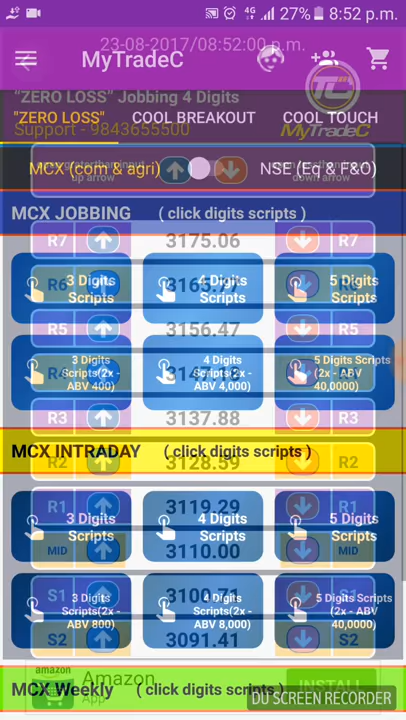 4G 27% 8:52 p.m.
23-08-2017/08:52:00 p.m.
MyTradeC
"ZERO LOSS” Jobbing 4 Digits
"ZERO LOSS" COOL BREAKOUT COOL TOUCH
Support - 9843655500
MyTradeC
MCX (com & agri) NSE (Eq & F&O)
up arrow down arrow
MCX JOBBING ( click digits scripts )
R7 3175.06 R7
3 Digits Scripts 4 Digits Scripts 5 Digits Scripts
R6
R5 3156.47 R5
3 Digits Scripts(2x - ABV 400) 4 Digits Scripts(2x - ABV 4,000) 5 Digits Scripts (2x - ABV 40,0000)
R3 3137.88 R3
MCX INTRADAY ( click digits scripts )
R2 3128.59 R2
R1 3119.29 R1
3 Digits Scripts 4 Digits Scripts 5 Digits Scripts
MID 3110.00 MID
S1 3100.71 S1
3 Digits Scripts(2x - ABV 800) 4 Digits Scripts(2x - ABV 8,000) 5 Digits Scripts (2x - ABV 40,0000)
S2 3091.41 S2
amazon Amazon
App INSTALL
MCX Weekly ( click digits scripts )
DU SCREEN RECORDER